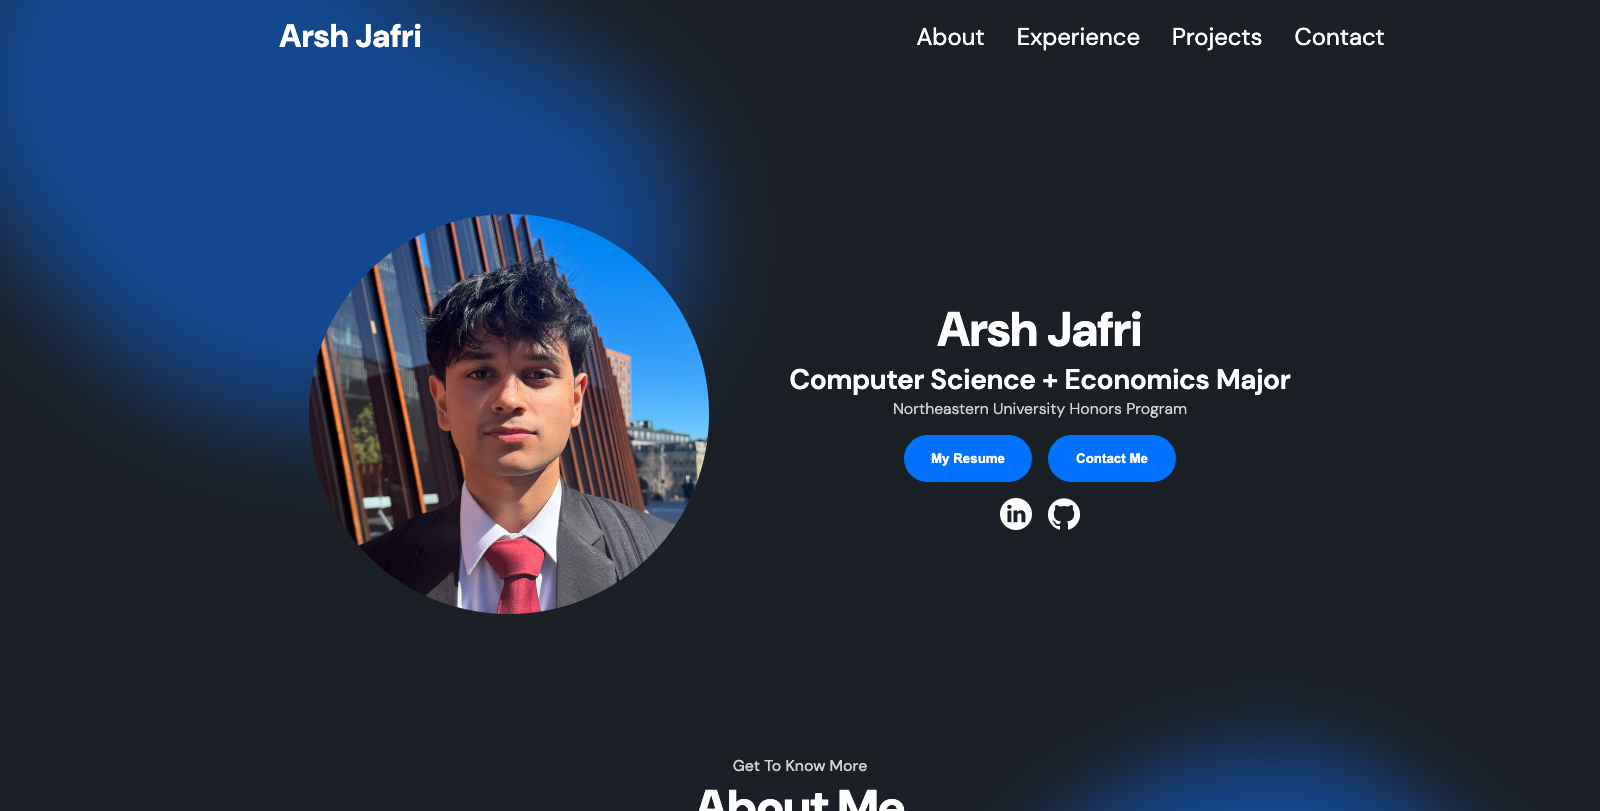 Arsh Jafri
About Experience Projects Contact
Arsh Jafri
Computer Science + Economics Major
Northeastern University Honors Program
My Resume Contact Me
in
Get To Know More
About Me